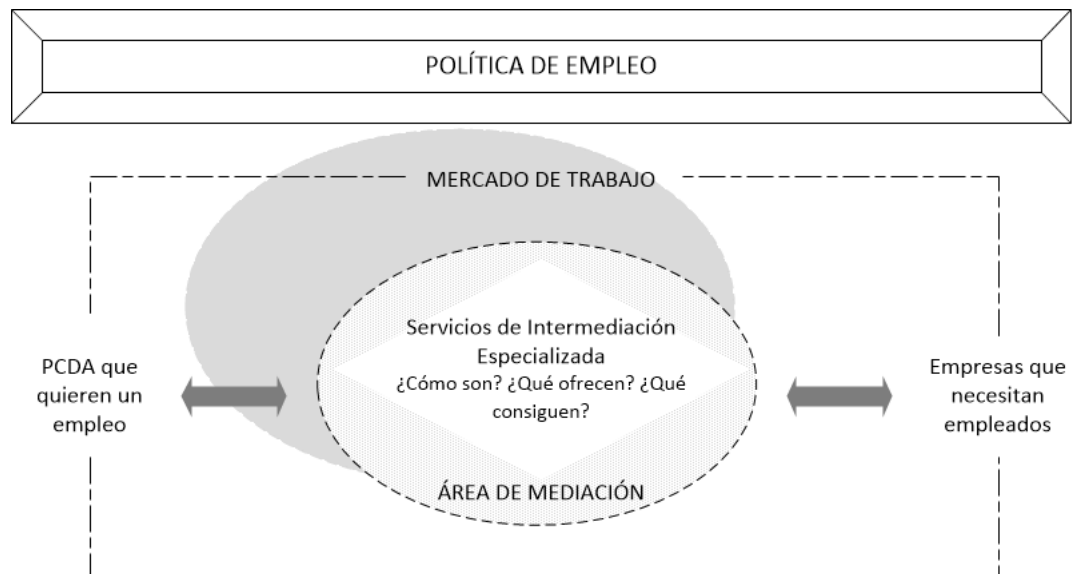 POLÍTICA DE EMPLEO
MERCADO DE TRABAJO
Servicios de Intermediación
Especializada
¿Cómo son? ¿Qué ofrecen? ¿Qué
consiguen?
PCDA que
quieren un
empleo
Empresas que
necesitan
empleados
ÁREA DE MEDIACIÓN